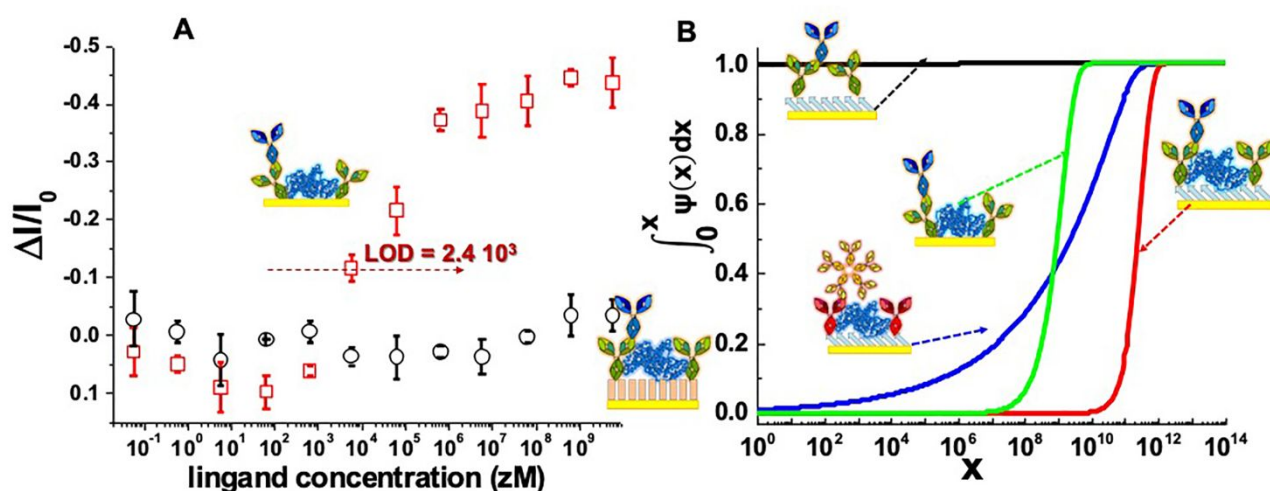 A
-0.5
-0.4
-0.3
-0.2
-0.1
0.0
0.1
ΔI/I₀
LOD = 2.4 10³
10⁻¹ 10⁰ 10¹ 10² 10³ 10⁴ 10⁵ 10⁶ 10⁷ 10⁸ 10⁹
lingand concentration (zM)
B
1.0
0.8
0.6
0.4
0.2
0.0
∫₀ˣ ψ(x)dx
10⁰ 10² 10⁴ 10⁶ 10⁸ 10¹⁰ 10¹² 10¹⁴
X